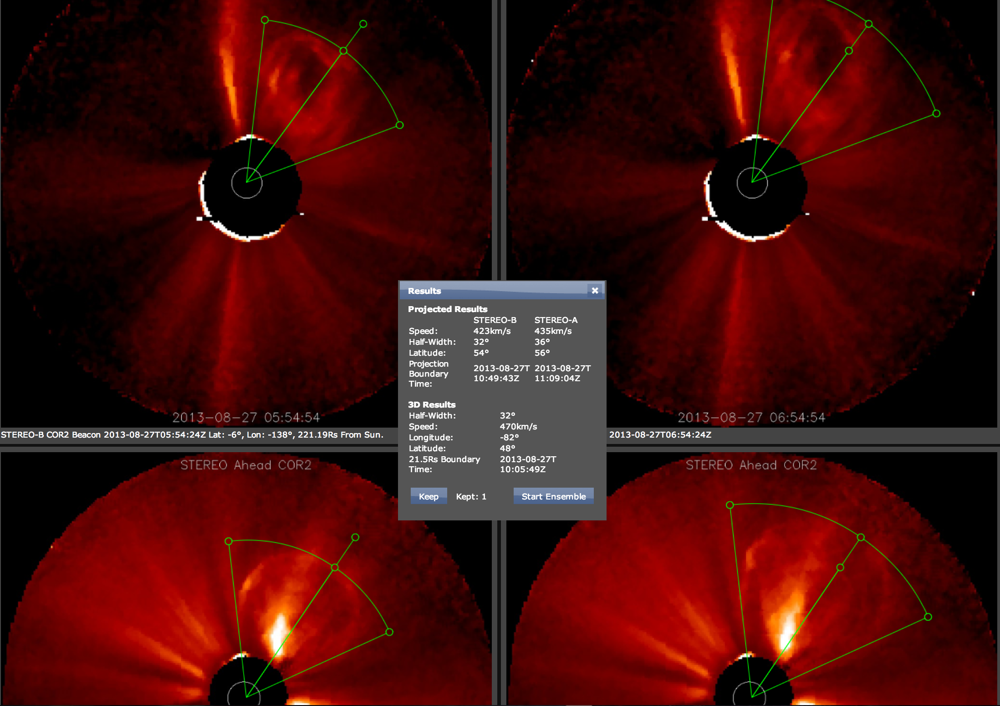 2013-08-27 05:54:54
2013-08-27 06:54:54
STEREO-B COR2 Beacon 2013-08-27T05:54:24Z Lat: -6°, Lon: -138°, 221.19Rs From Sun.
2013-08-27T06:54:24Z
Results
Projected Results
STEREO-B STEREO-A
Speed: 423km/s 435km/s
Half-Width: 32° 36°
Latitude: 54° 56°
Projection
Boundary
Time:
2013-08-27T 2013-08-27T
10:49:43Z 11:09:04Z
3D Results
Half-Width: 32°
Speed: 470km/s
Longitude: -82°
Latitude: 48°
21.5Rs Boundary 2013-08-27T
Time: 10:05:49Z
Keep Kept: 1 Start Ensemble
STEREO Ahead COR2
STEREO Ahead COR2